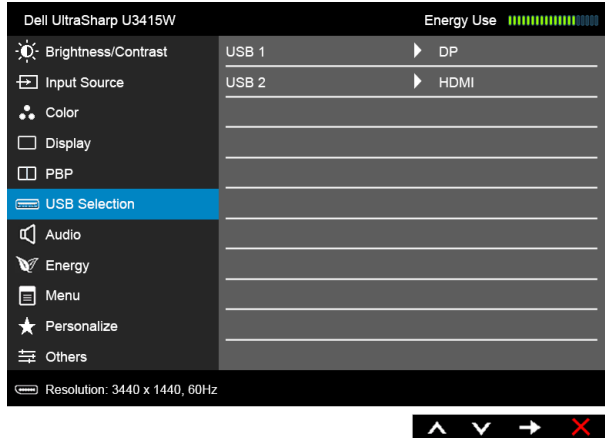 Dell UltraSharp U3415W Energy Use
Brightness/Contrast USB 1 DP
Input Source USB 2 HDMI
Color
Display
PBP
USB Selection
Audio
Energy
Menu
Personalize
Others
Resolution: 3440 x 1440, 60Hz